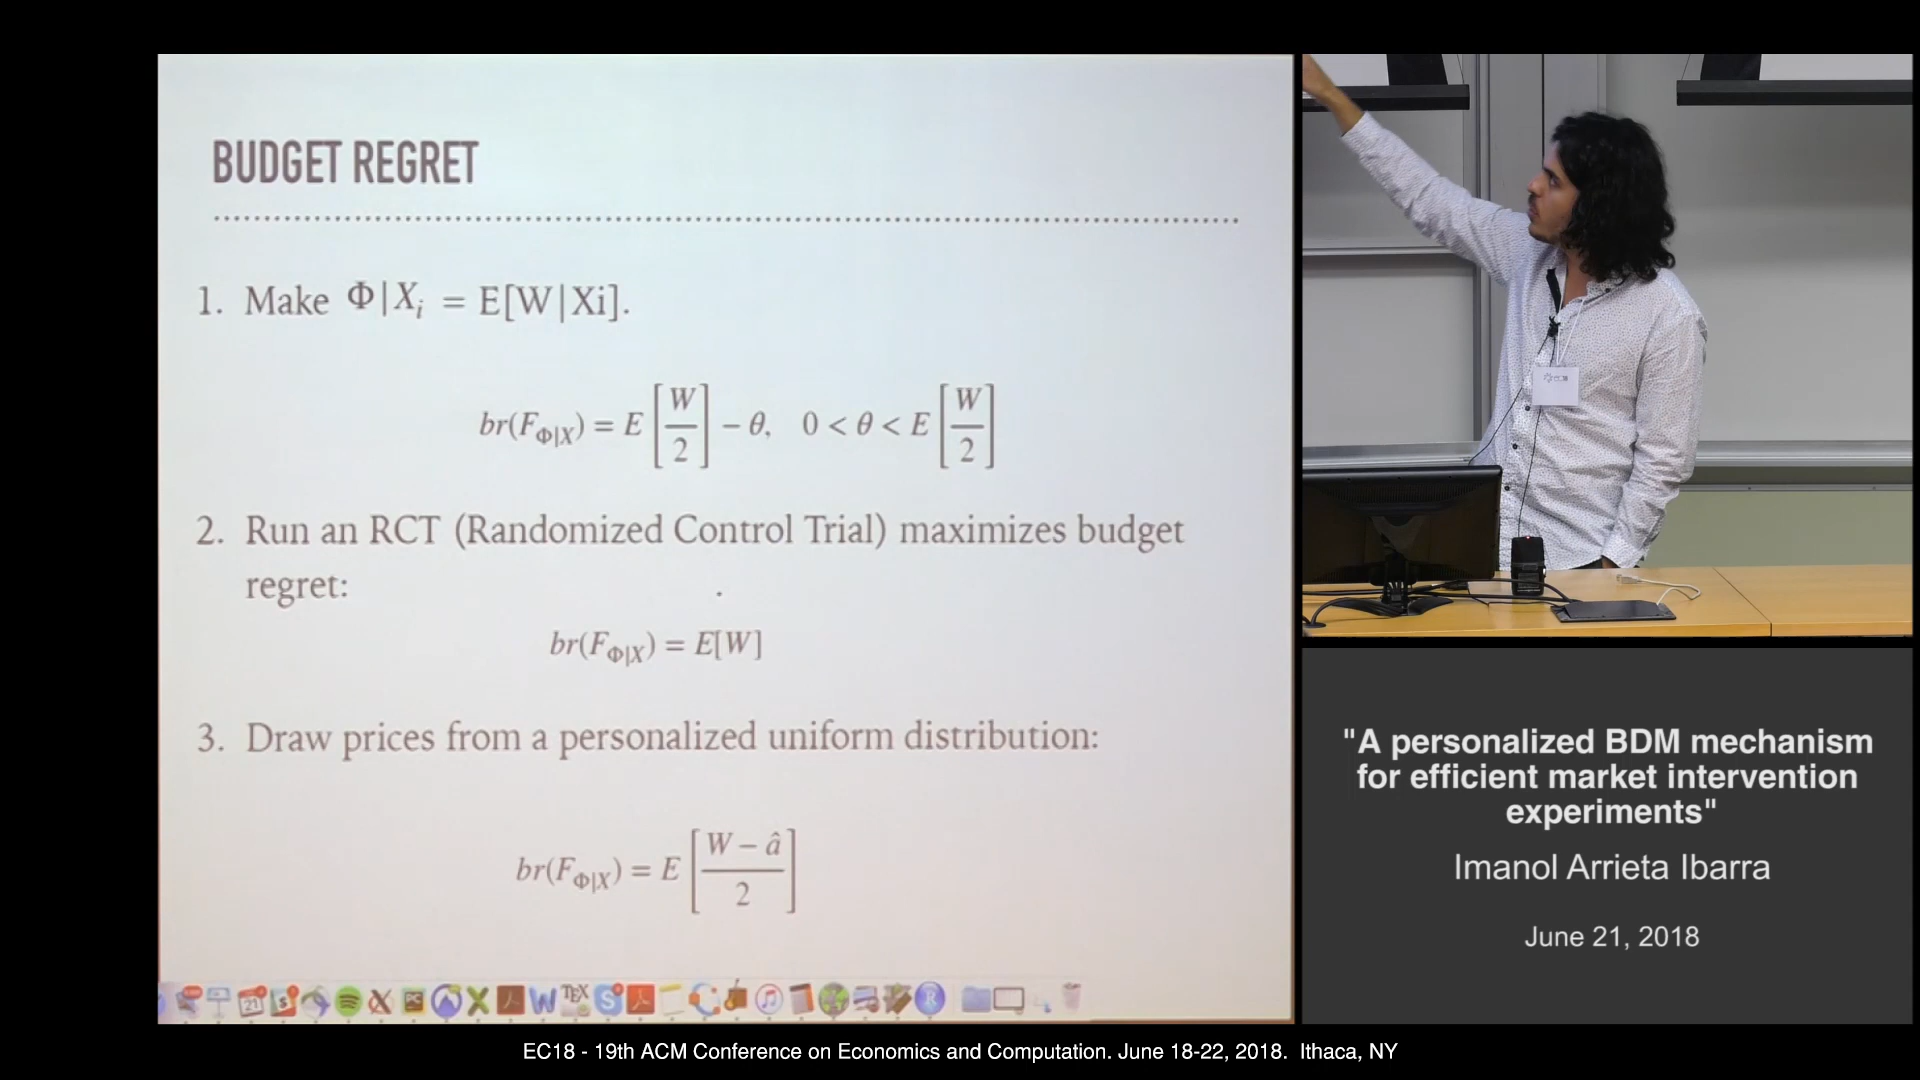 BUDGET REGRET
1. Make Φ|X_i = E[W|Xi].
br(F_{Φ|X}) = E [W/2] − θ, 0 < θ < E [W/2]
2. Run an RCT (Randomized Control Trial) maximizes budget
regret:
br(F_{Φ|X}) = E[W]
3. Draw prices from a personalized uniform distribution:
br(F_{Φ|X}) = E [(W − â)/2]
"A personalized BDM mechanism
for efficient market intervention
experiments"
Imanol Arrieta Ibarra
June 21, 2018
EC18 - 19th ACM Conference on Economics and Computation. June 18-22, 2018. Ithaca, NY